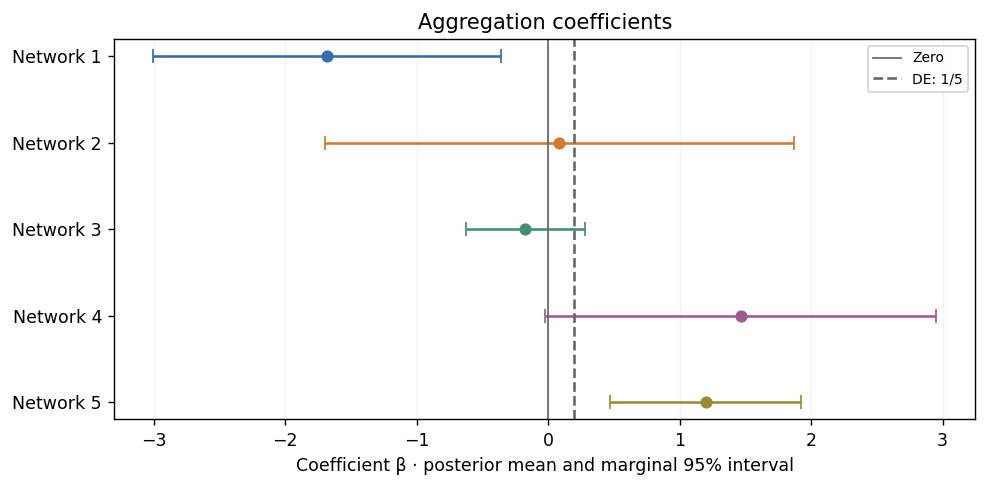 Aggregation coefficients
Network 1
Network 2
Network 3
Network 4
Network 5
Zero
DE: 1/5
−3
−2
−1
0
1
2
3
Coefficient β · posterior mean and marginal 95% interval